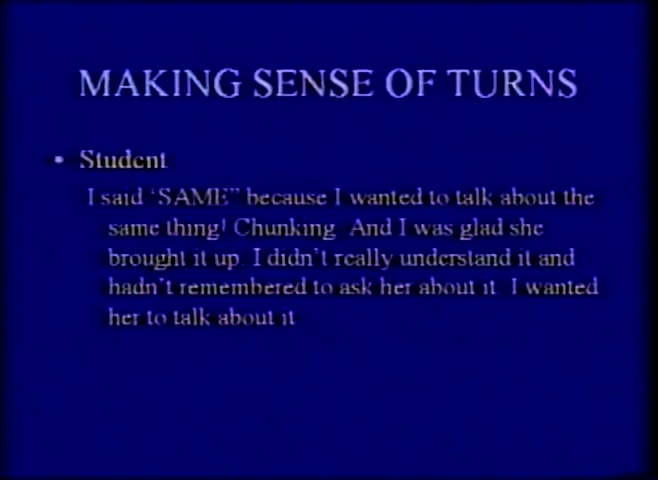 MAKING SENSE OF TURNS
• Student
I said ‘SAME” because I wanted to talk about the
same thing! Chunking. And I was glad she
brought it up. I didn’t really understand it and
hadn’t remembered to ask her about it. I wanted
her to talk about it